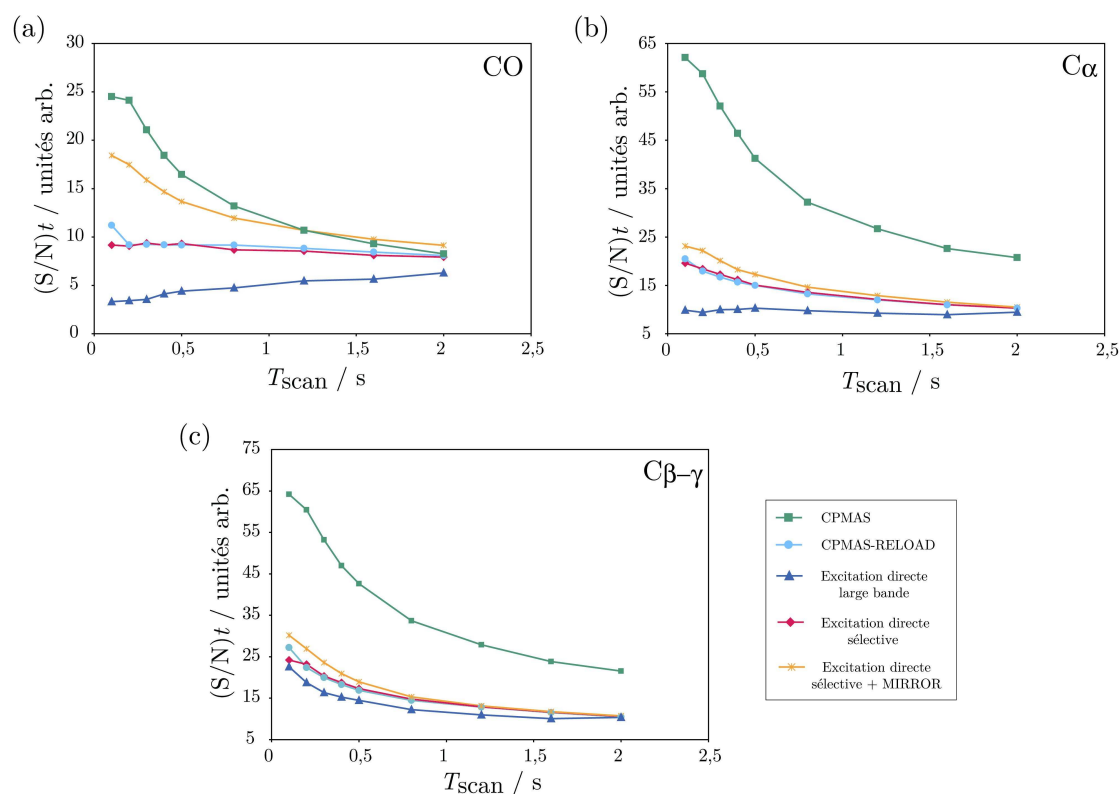 (a)
CO
30
25
20
15
10
5
0
(S/N)t / unités arb.
0 0,5 1 1,5 2 2,5
Tscan / s
(b)
Cα
65
55
45
35
25
15
5
(S/N)t / unités arb.
0 0,5 1 1,5 2 2,5
Tscan / s
(c)
Cβ–γ
75
65
55
45
35
25
15
5
(S/N)t / unités arb.
0 0,5 1 1,5 2 2,5
Tscan / s
CPMAS
CPMAS-RELOAD
Excitation directe
large bande
Excitation directe
sélective
Excitation directe
sélective + MIRROR